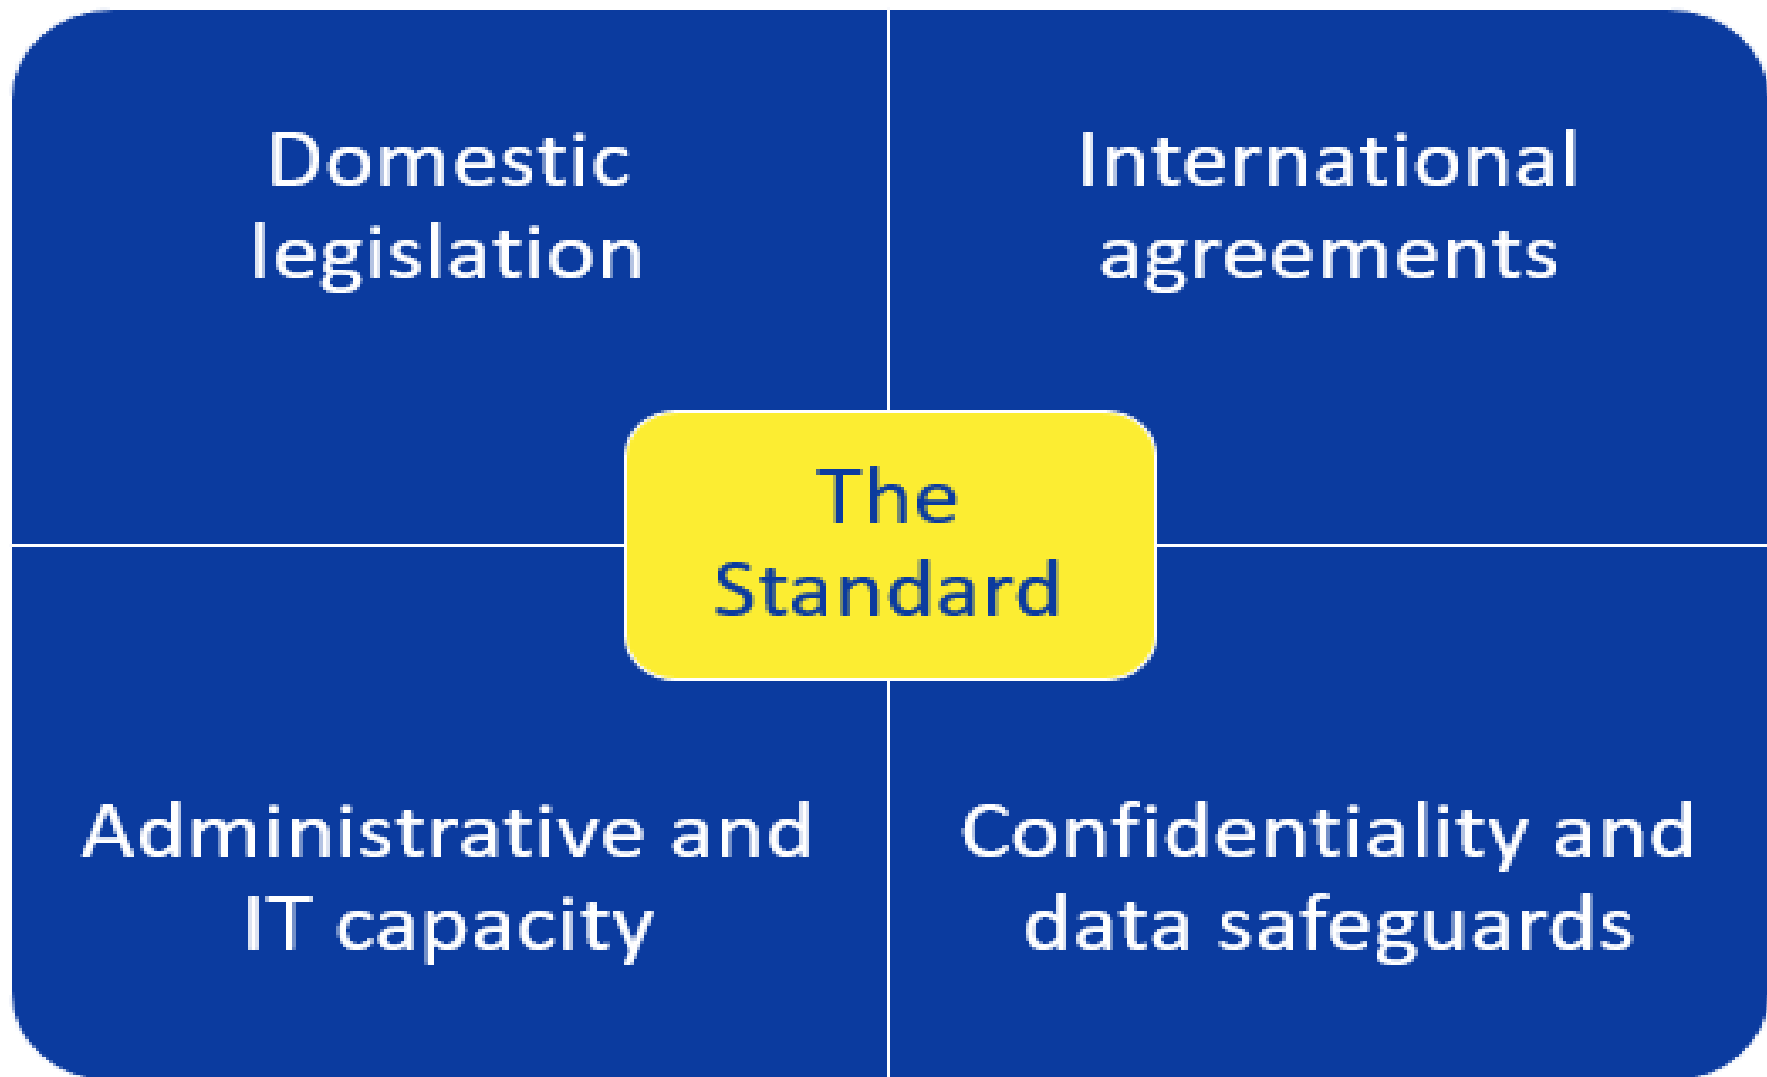 Domestic
legislation
International
agreements
The
Standard
Administrative and
IT capacity
Confidentiality and
data safeguards